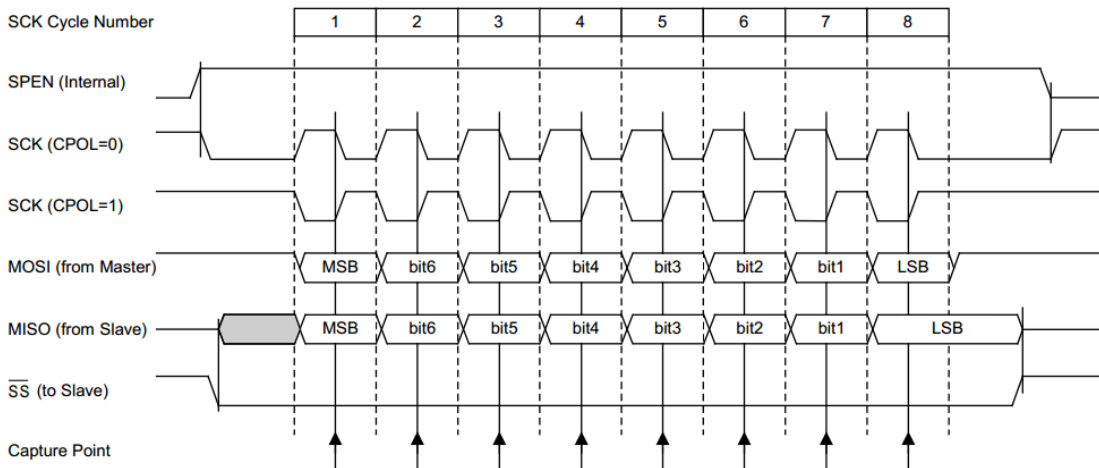 SCK Cycle Number 1 2 3 4 5 6 7 8
SPEN (Internal)
SCK (CPOL=0)
SCK (CPOL=1)
MOSI (from Master) MSB bit6 bit5 bit4 bit3 bit2 bit1 LSB
MISO (from Slave) MSB bit6 bit5 bit4 bit3 bit2 bit1 LSB
S̅S̅ (to Slave)
Capture Point